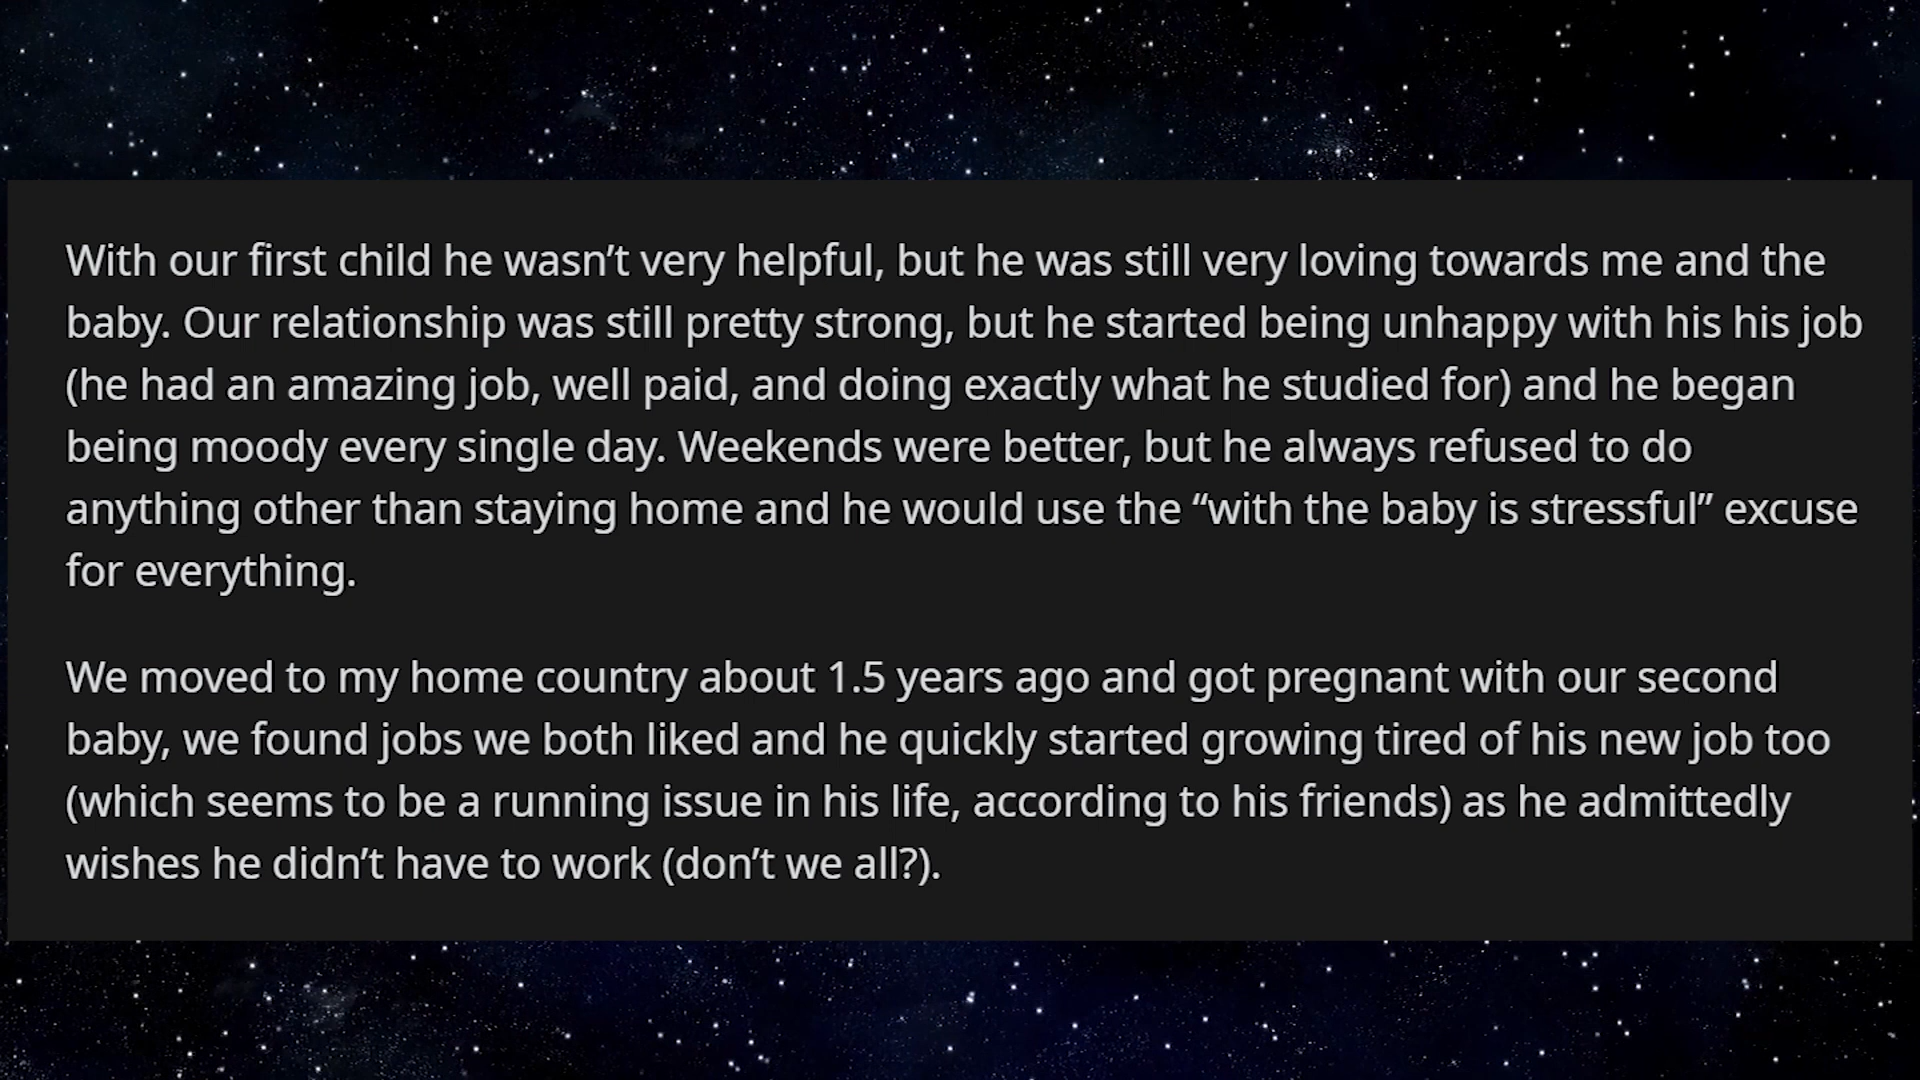 With our first child he wasn’t very helpful, but he was still very loving towards me and the
baby. Our relationship was still pretty strong, but he started being unhappy with his his job
(he had an amazing job, well paid, and doing exactly what he studied for) and he began
being moody every single day. Weekends were better, but he always refused to do
anything other than staying home and he would use the “with the baby is stressful” excuse
for everything.
We moved to my home country about 1.5 years ago and got pregnant with our second
baby, we found jobs we both liked and he quickly started growing tired of his new job too
(which seems to be a running issue in his life, according to his friends) as he admittedly
wishes he didn’t have to work (don’t we all?).